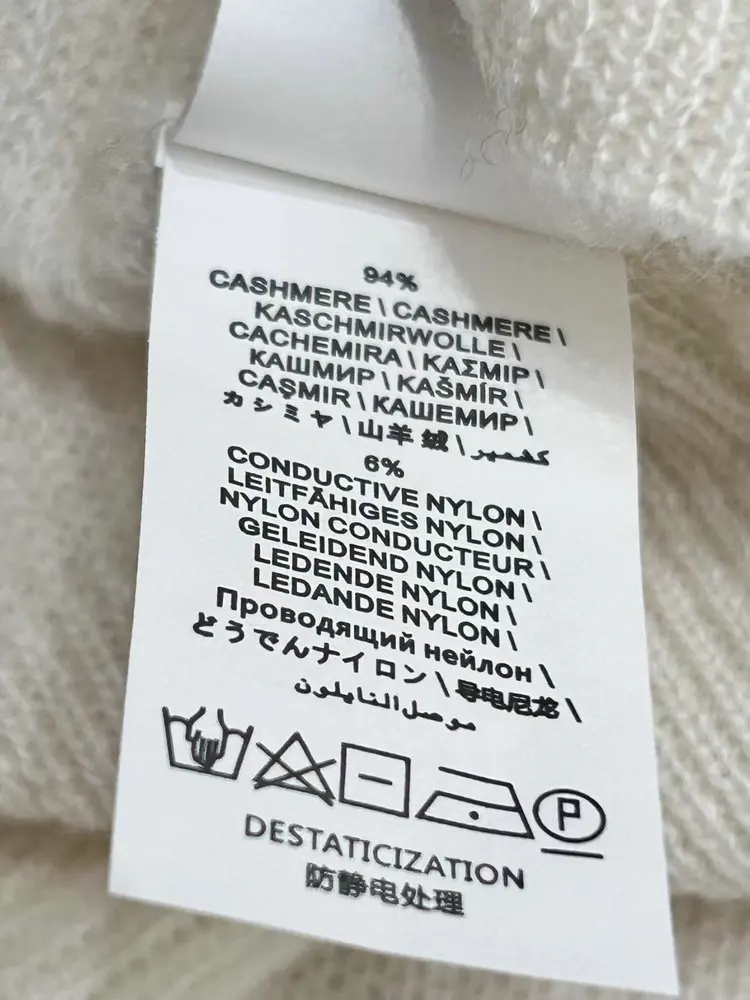 94%
CASHMERE \ CASHMERE \
KASCHMIRWOLLE \
CACHEMIRA \ ΚΑΣΜΙΡ \
КАШМИР \ KAŠMÍR \
CAŞMIR \ КАШЕМИР \
カシミヤ \ 山羊绒 \ كشمير
6%
CONDUCTIVE NYLON \
LEITFÄHIGES NYLON \
NYLON CONDUCTEUR \
GELEIDEND NYLON \
LEDENDE NYLON \
LEDANDE NYLON \
Проводящий нейлон \
どうでんナイロン \ 导电尼龙 \
موصل النايلون
P
DESTATICIZATION
防静电处理